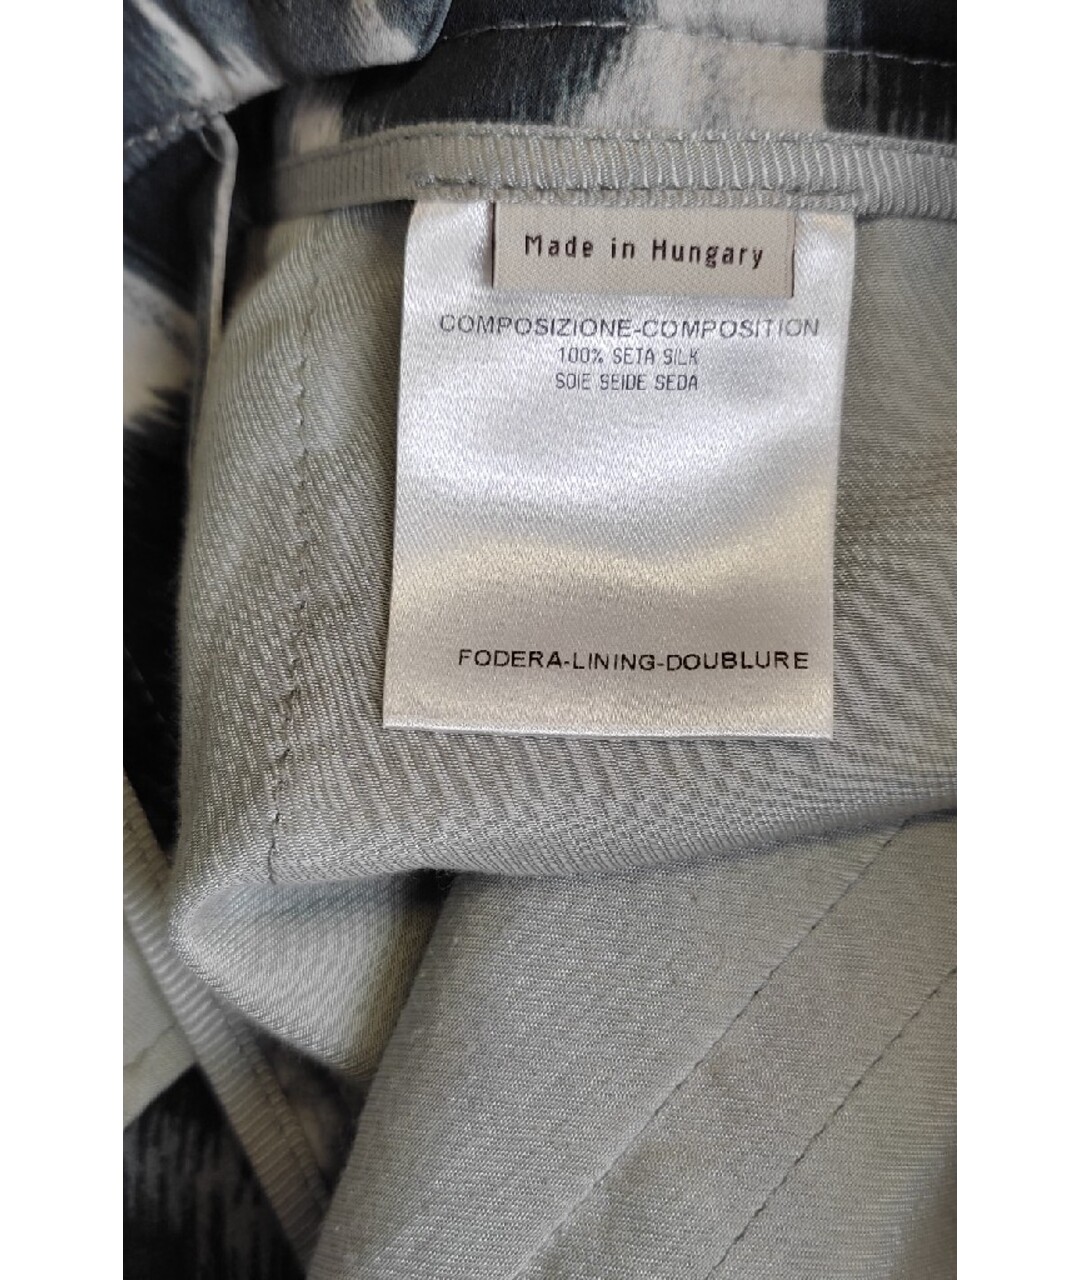 Made in Hungary
COMPOSIZIONE-COMPOSITION
100% SETA SILK
SOIE SEIDE SEDA
FODERA-LINING-DOUBLURE